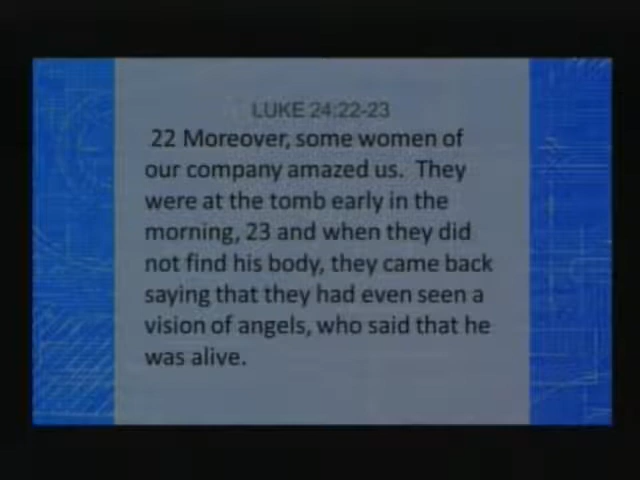 LUKE 24:22-23
22 Moreover, some women of
our company amazed us. They
were at the tomb early in the
morning, 23 and when they did
not find his body, they came back
saying that they had even seen a
vision of angels, who said that he
was alive.